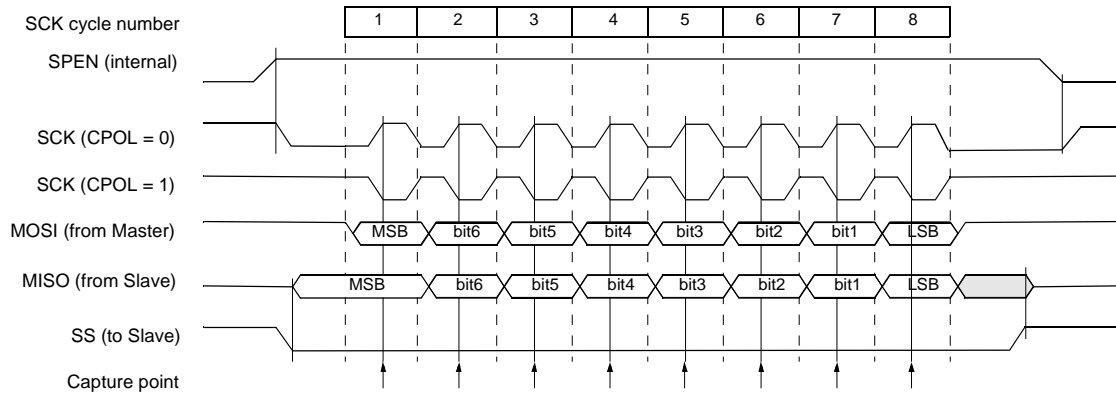 SCK cycle number 1 2 3 4 5 6 7 8
SPEN (internal)
SCK (CPOL = 0)
SCK (CPOL = 1)
MOSI (from Master) MSB bit6 bit5 bit4 bit3 bit2 bit1 LSB
MISO (from Slave) MSB bit6 bit5 bit4 bit3 bit2 bit1 LSB
SS (to Slave)
Capture point